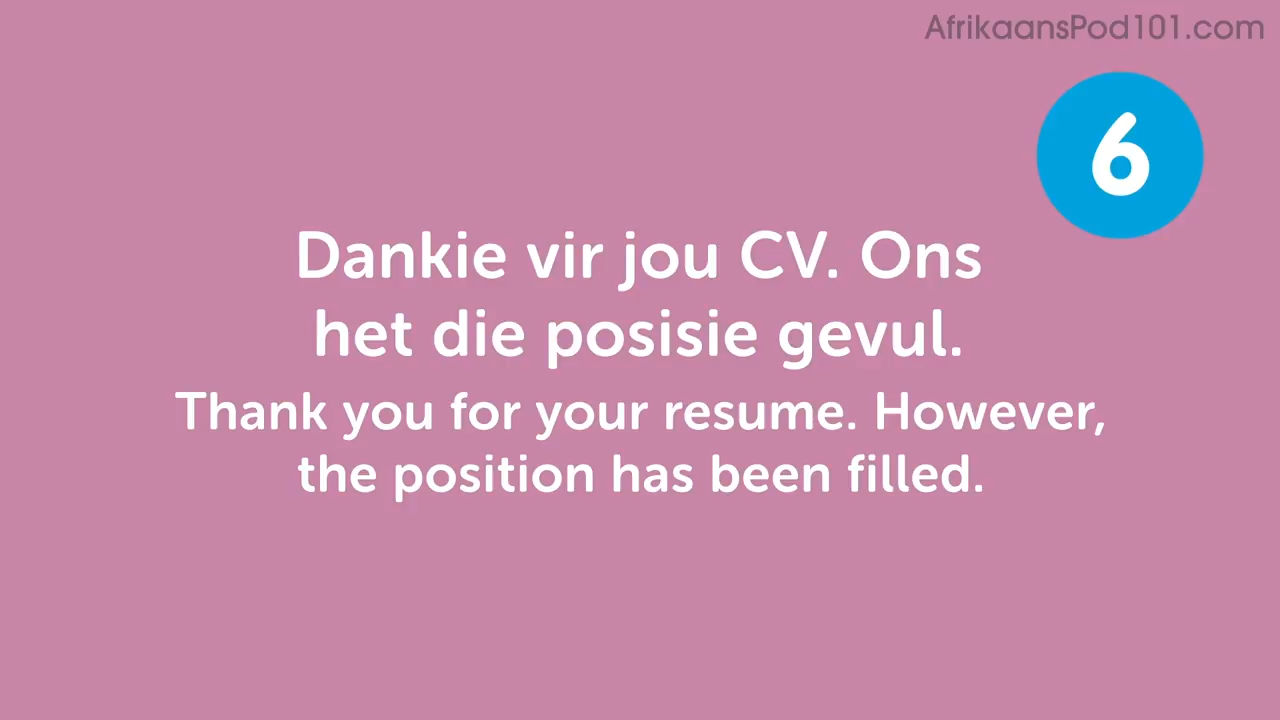 AfrikaansPod101.com
6
Dankie vir jou CV. Ons
het die posisie gevul.
Thank you for your resume. However,
the position has been filled.